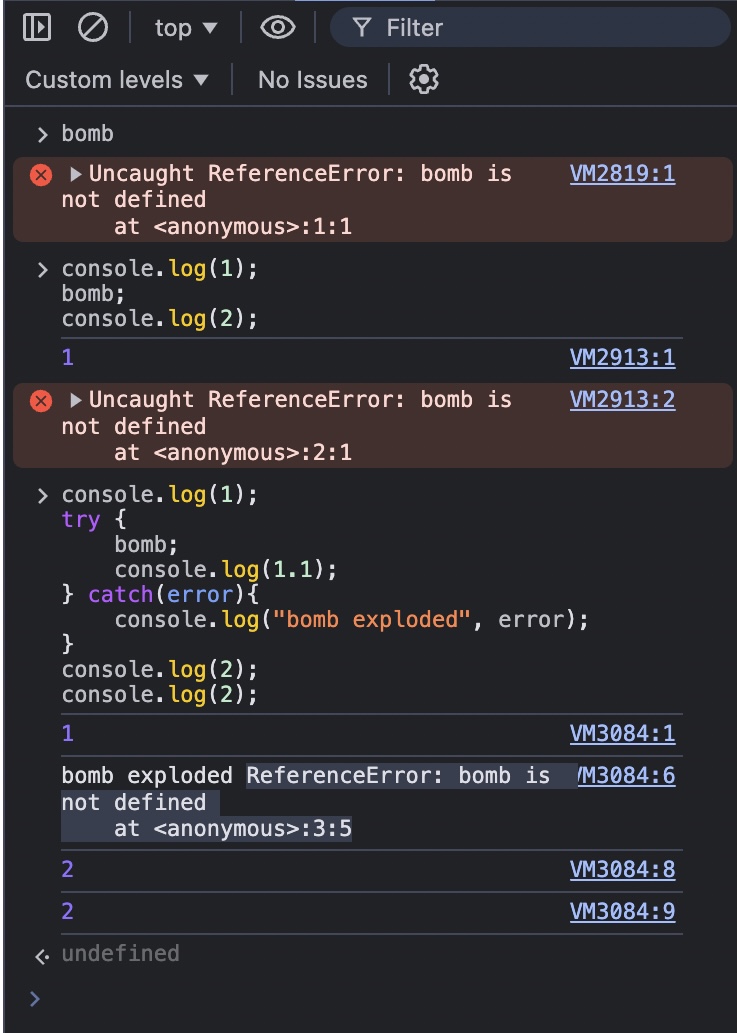 top ▼
Filter
Custom levels ▼
No Issues
> bomb
▶Uncaught ReferenceError: bomb is VM2819:1
not defined
    at <anonymous>:1:1
> console.log(1);
bomb;
console.log(2);
1 VM2913:1
▶Uncaught ReferenceError: bomb is VM2913:2
not defined
    at <anonymous>:2:1
> console.log(1);
try {
    bomb;
    console.log(1.1);
} catch(error){
    console.log("bomb exploded", error);
}
console.log(2);
console.log(2);
1 VM3084:1
bomb exploded ReferenceError: bomb is VM3084:6
not defined
    at <anonymous>:3:5
2 VM3084:8
2 VM3084:9
undefined
>